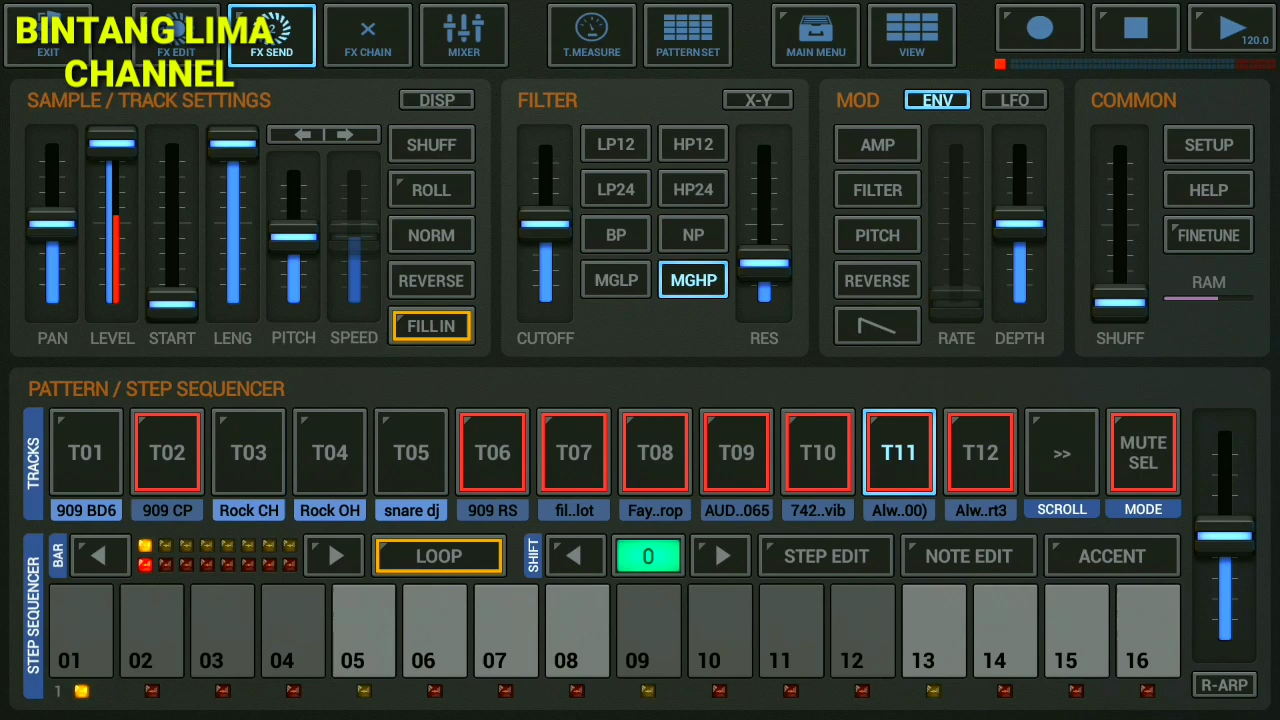 BINTANG LIMA
CHANNEL
EXIT
FX EDIT
FX SEND
FX CHAIN
MIXER
T.MEASURE
PATTERN SET
MAIN MENU
VIEW
120.0
SAMPLE / TRACK SETTINGS
DISP
FILTER
X-Y
MOD
ENV
LFO
COMMON
SHUFF
LP12
HP12
AMP
SETUP
ROLL
LP24
HP24
FILTER
HELP
NORM
BP
NP
PITCH
FINETUNE
REVERSE
MGLP
MGHP
REVERSE
RAM
FILL IN
PAN
LEVEL
START
LENG
PITCH
SPEED
CUTOFF
RES
RATE
DEPTH
SHUFF
PATTERN / STEP SEQUENCER
TRACKS
T01
T02
T03
T04
T05
T06
T07
T08
T09
T10
T11
T12
>>
MUTE
SEL
909 BD6
909 CP
Rock CH
Rock OH
snare dj
909 RS
fil..lot
Fay..rop
AUD..065
742..vib
Alw..00)
Alw..rt3
SCROLL
MODE
BAR
LOOP
SHIFT
0
STEP EDIT
NOTE EDIT
ACCENT
STEP SEQUENCER
01
02
03
04
05
06
07
08
09
10
11
12
13
14
15
16
1
R-ARP